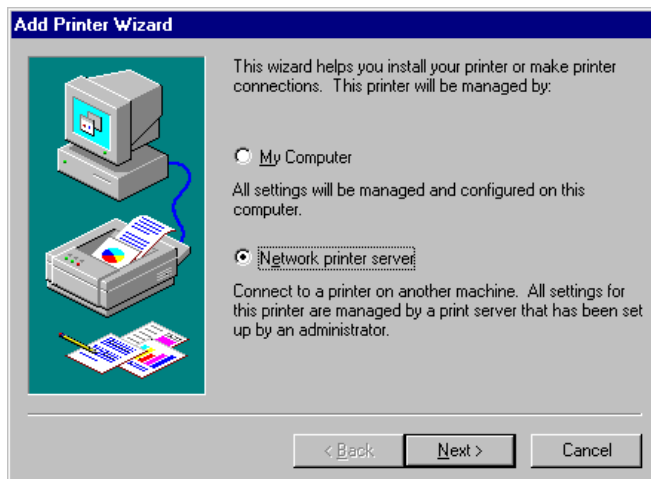 Add Printer Wizard
This wizard helps you install your printer or make printer
connections. This printer will be managed by:
My Computer
All settings will be managed and configured on this
computer.
Network printer server
Connect to a printer on another machine. All settings for
this printer are managed by a print server that has been set
up by an administrator.
< Back Next > Cancel